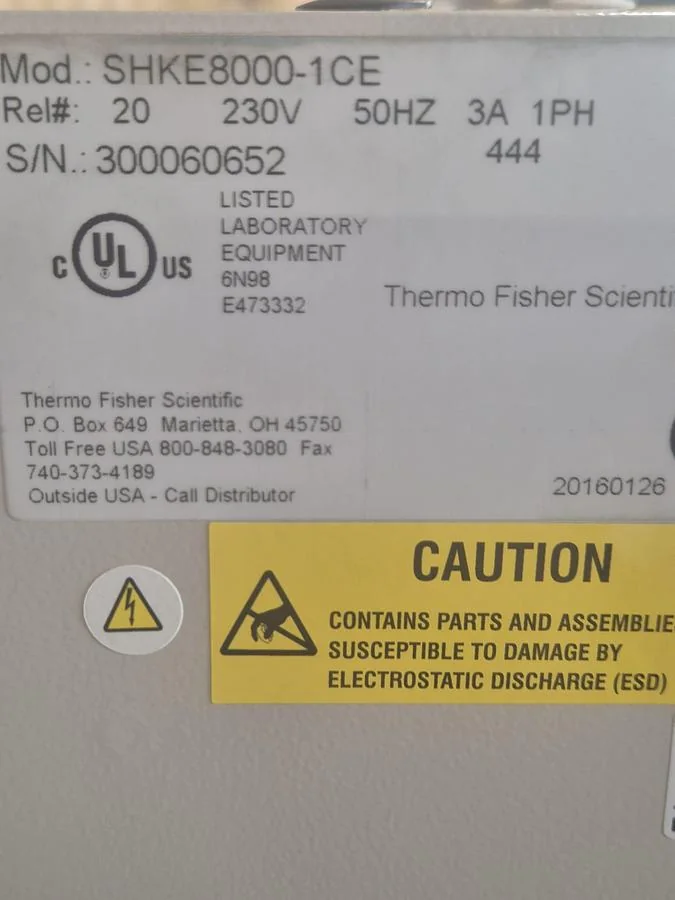 Mod.: SHKE8000-1CE
Rel#: 20 230V 50HZ 3A 1PH
S/N.: 300060652 444
LISTED
LABORATORY
EQUIPMENT
6N98
E473332
C UL US
®
Thermo Fisher Scienti
Thermo Fisher Scientific
P.O. Box 649 Marietta, OH 45750
Toll Free USA 800-848-3080 Fax
740-373-4189
Outside USA - Call Distributor
20160126
CAUTION
CONTAINS PARTS AND ASSEMBLIE
SUSCEPTIBLE TO DAMAGE BY
ELECTROSTATIC DISCHARGE (ESD)